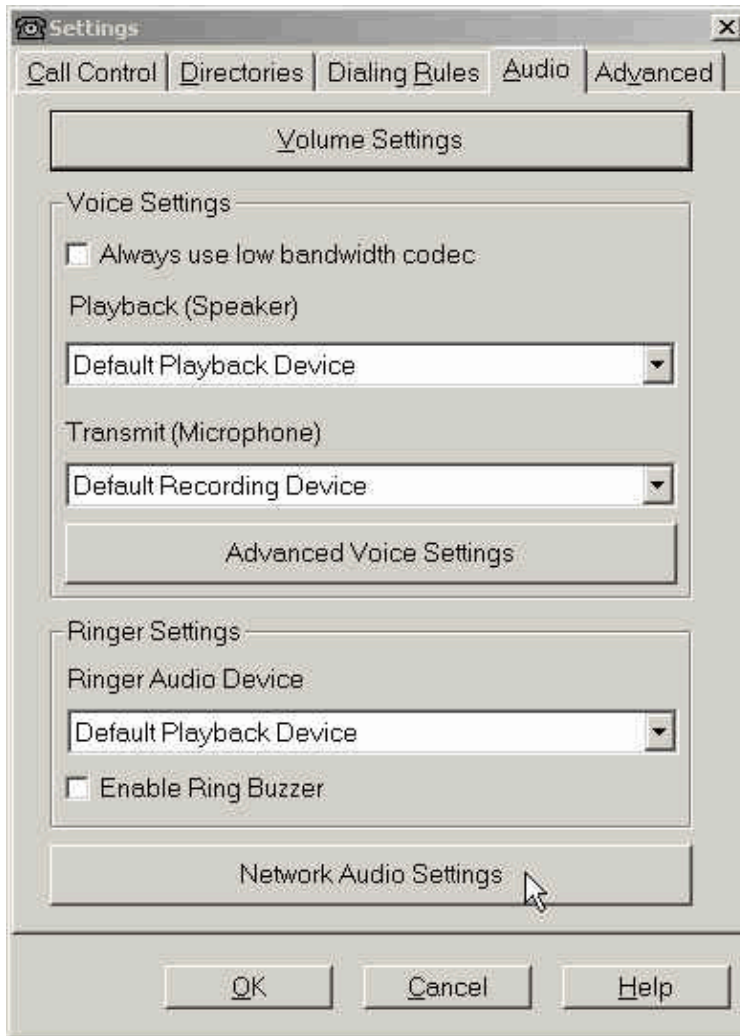 Settings
Call Control Directories Dialing Rules Audio Advanced
Volume Settings
Voice Settings
Always use low bandwidth codec
Playback (Speaker)
Default Playback Device
Transmit (Microphone)
Default Recording Device
Advanced Voice Settings
Ringer Settings
Ringer Audio Device
Default Playback Device
Enable Ring Buzzer
Network Audio Settings
OK Cancel Help